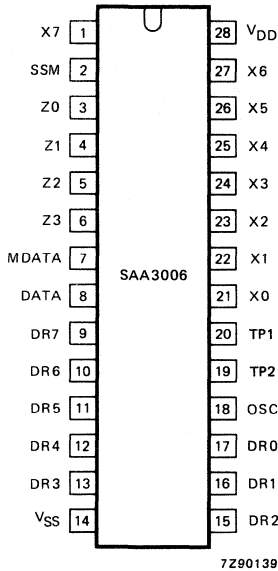 X7 1 28 VDD
SSM 2 27 X6
Z0 3 26 X5
Z1 4 25 X4
Z2 5 24 X3
Z3 6 23 X2
MDATA 7 22 X1
SAA3006
DATA 8 21 X0
DR7 9 20 TP1
DR6 10 19 TP2
DR5 11 18 OSC
DR4 12 17 DR0
DR3 13 16 DR1
VSS 14 15 DR2
7Z90139